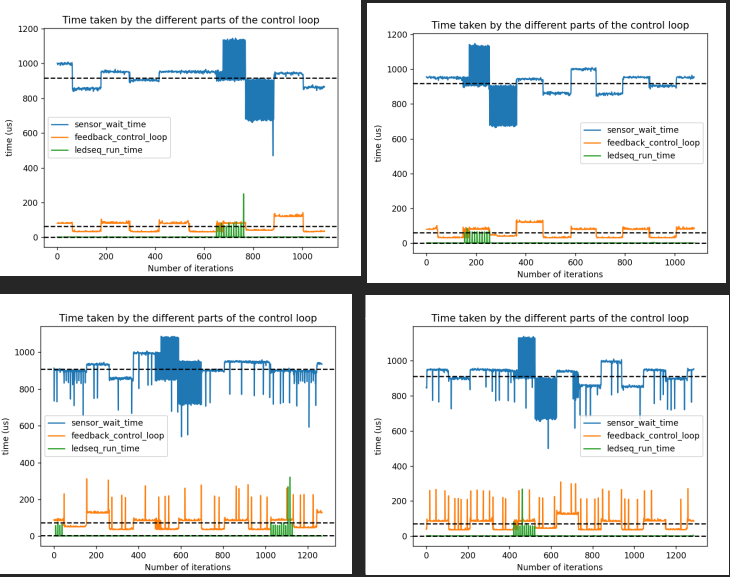 Time taken by the different parts of the control loop
1200
1000
800
600
400
200
0
time (us)
sensor_wait_time
feedback_control_loop
ledseq_run_time
0
200
400
600
800
1000
Number of iterations
Time taken by the different parts of the control loop
1200
1000
800
600
400
200
0
time (us)
sensor_wait_time
feedback_control_loop
ledseq_run_time
0
200
400
600
800
1000
Number of iterations
Time taken by the different parts of the control loop
1000
800
600
400
200
0
time (us)
sensor_wait_time
feedback_control_loop
ledseq_run_time
0
200
400
600
800
1000
1200
Number of iterations
Time taken by the different parts of the control loop
1000
800
600
400
200
0
time (us)
sensor_wait_time
feedback_control_loop
ledseq_run_time
0
200
400
600
800
1000
1200
Number of iterations